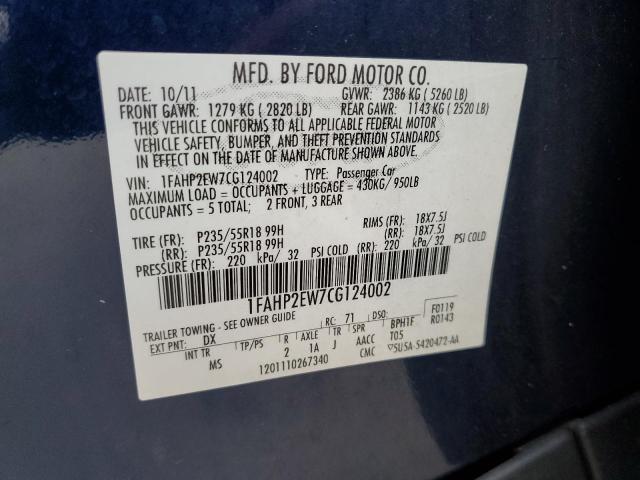 MFD. BY FORD MOTOR CO.
DATE: 10/11 GVWR: 2386 KG ( 5260 LB)
FRONT GAWR: 1279 KG ( 2820 LB) REAR GAWR: 1143 KG ( 2520 LB)
THIS VEHICLE CONFORMS TO ALL APPLICABLE FEDERAL MOTOR
VEHICLE SAFETY, BUMPER, AND THEFT PREVENTION STANDARDS
IN EFFECT ON THE DATE OF MANUFACTURE SHOWN ABOVE.
VIN: 1FAHP2EW7CG124002 TYPE: Passenger Car
MAXIMUM LOAD = OCCUPANTS + LUGGAGE = 430KG/ 950LB
OCCUPANTS = 5 TOTAL; 2 FRONT, 3 REAR
TIRE (FR): P235/55R18 99H RIMS (FR): 18X7.5J
(RR): P235/55R18 99H (RR): 18X7.5J
PRESSURE (FR): 220 kPa/ 32 PSI COLD (RR): 220 kPa/ 32 PSI COLD
1FAHP2EW7CG124002
TRAILER TOWING - SEE OWNER GUIDE RC: 71 DSO: F0119
EXT PNT: DX R AXLE TR SPR BPH1F R0143
INT TR TP/PS 2 1A J AACC T05
MS 1201110267340 CMC 5U5A-5420472-AA